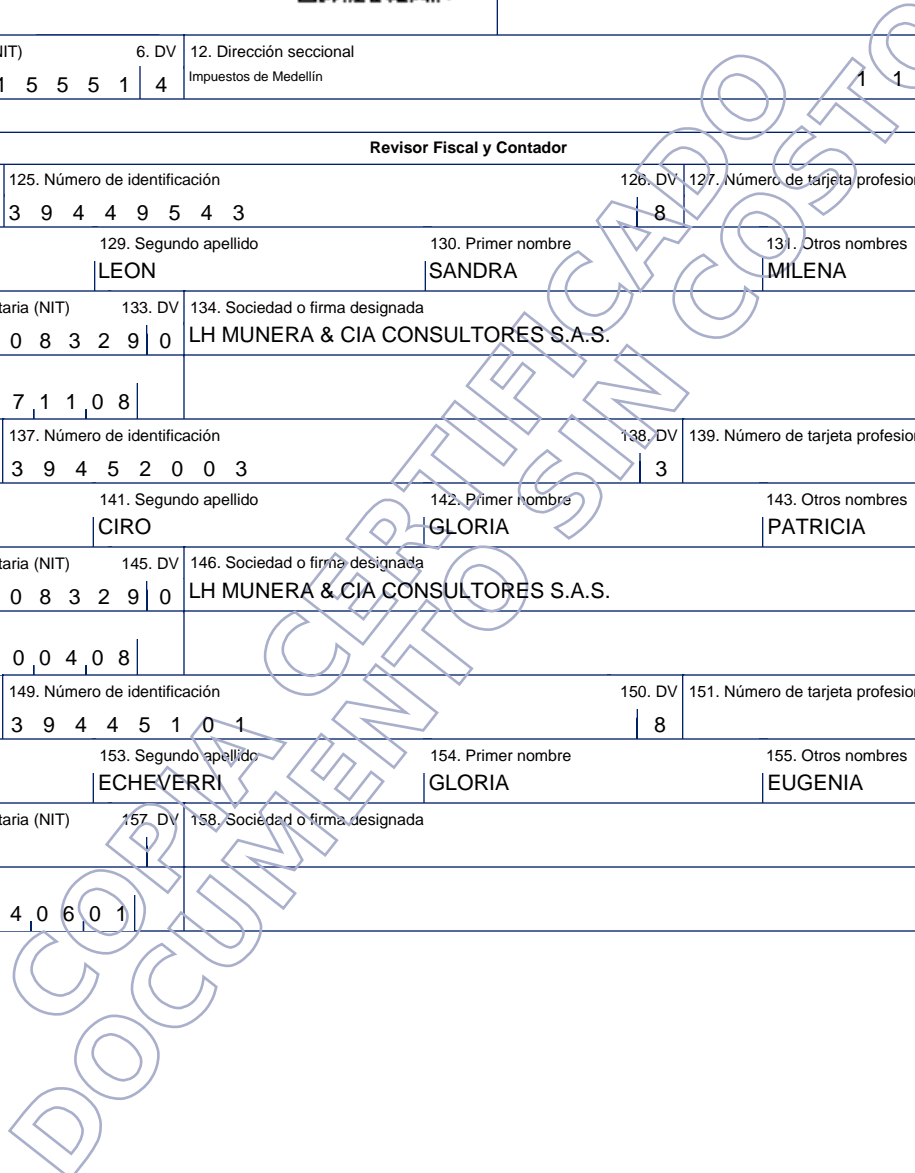 NIT) 6. DV 12. Dirección seccional
1 5 5 5 1 4 Impuestos de Medellín 1 1
Revisor Fiscal y Contador
125. Número de identificación 126. DV 127. Número de tarjeta profesion
3 9 4 4 9 5 4 3 8
129. Segundo apellido 130. Primer nombre 131. Otros nombres
LEON SANDRA MILENA
taria (NIT) 133. DV 134. Sociedad o firma designada
0 8 3 2 9 0 LH MUNERA & CIA CONSULTORES S.A.S.
7 1 1 0 8
137. Número de identificación 138. DV 139. Número de tarjeta profesion
3 9 4 5 2 0 0 3 3
141. Segundo apellido 142. Primer nombre 143. Otros nombres
CIRO GLORIA PATRICIA
taria (NIT) 145. DV 146. Sociedad o firma designada
0 8 3 2 9 0 LH MUNERA & CIA CONSULTORES S.A.S.
0 0 4 0 8
149. Número de identificación 150. DV 151. Número de tarjeta profesion
3 9 4 4 5 1 0 1 8
153. Segundo apellido 154. Primer nombre 155. Otros nombres
ECHEVERRI GLORIA EUGENIA
taria (NIT) 157. DV 158. Sociedad o firma designada
4 0 6 0 1
COPIA CERTIFICADO
DOCUMENTO SIN COSTO